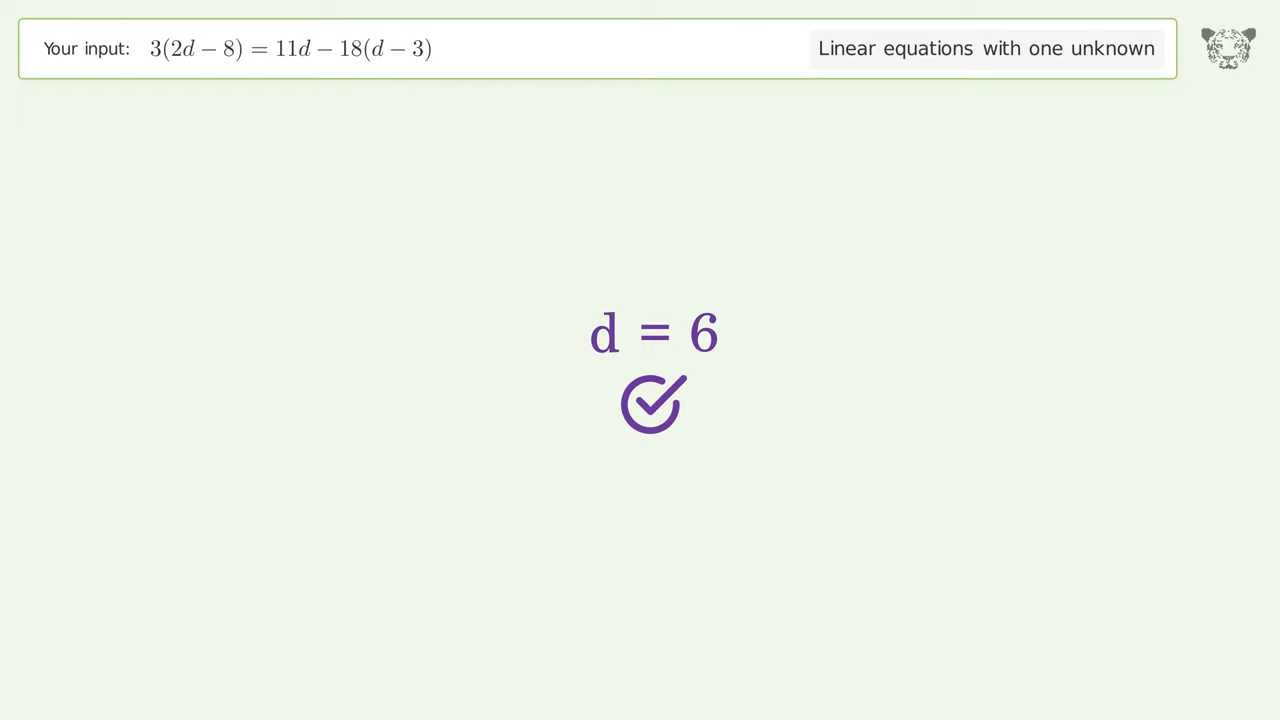 Your input: 3(2d − 8) = 11d − 18(d − 3)
Linear equations with one unknown
d = 6